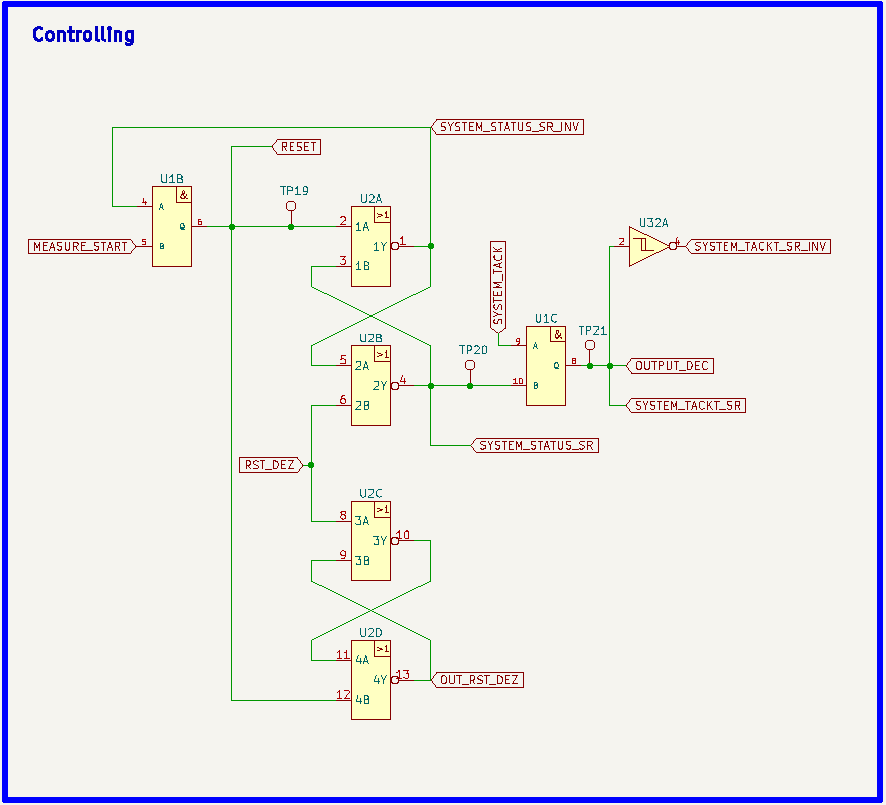 Controlling
SYSTEM_STATUS_SR_INV
RESET
U1B
&
4
A
Q
6
MEASURE_START
5
B
TP19
U2A
>1
2
1A
1Y
1
3
1B
SYSTEM_TACK
U32A
2
4
SYSTEM_TACKT_SR_INV
U2B
>1
5
2A
2Y
4
6
2B
TP20
U1C
&
9
A
Q
8
10
B
TP21
OUTPUT_DEC
SYSTEM_TACKT_SR
SYSTEM_STATUS_SR
RST_DEZ
U2C
>1
8
3A
3Y
10
9
3B
U2D
>1
11
4A
4Y
13
12
4B
OUT_RST_DEZ